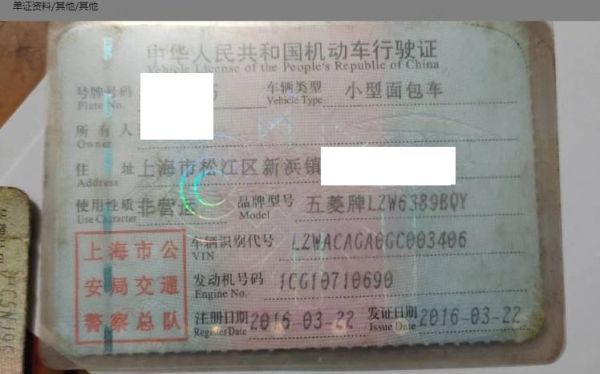 单证资料/其他/其他
中华人民共和国机动车行驶证
Vehicle License of the People's Republic of China
号牌号码 5 车辆类型 小型面包车
Plate No. Vehicle Type
所有人
Owner
住址 上海市松江区新浜镇
Address
使用性质 非营运 品牌型号 五菱牌LZW6389BQY
Use Character Model
上海市公 车辆识别代号 LZWACAGA0GC003406
VIN
安局交通 发动机号码 1CG10710690
Engine No.
警察总队 注册日期 2016-03-22 发证日期 2016-03-22
Register Date Issue Date